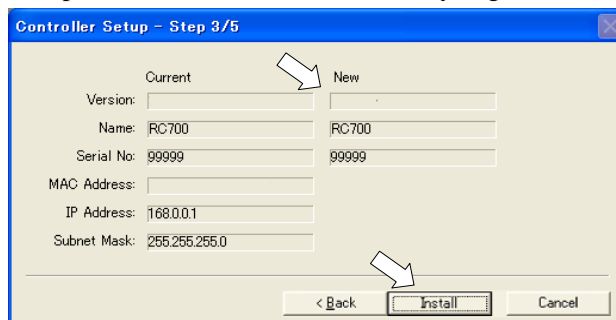 Controller Setup - Step 3/5
Current New
Version:
Name: RC700 RC700
Serial No: 99999 99999
MAC Address:
IP Address: 168.0.0.1
Subnet Mask: 255.255.255.0
< Back Install Cancel